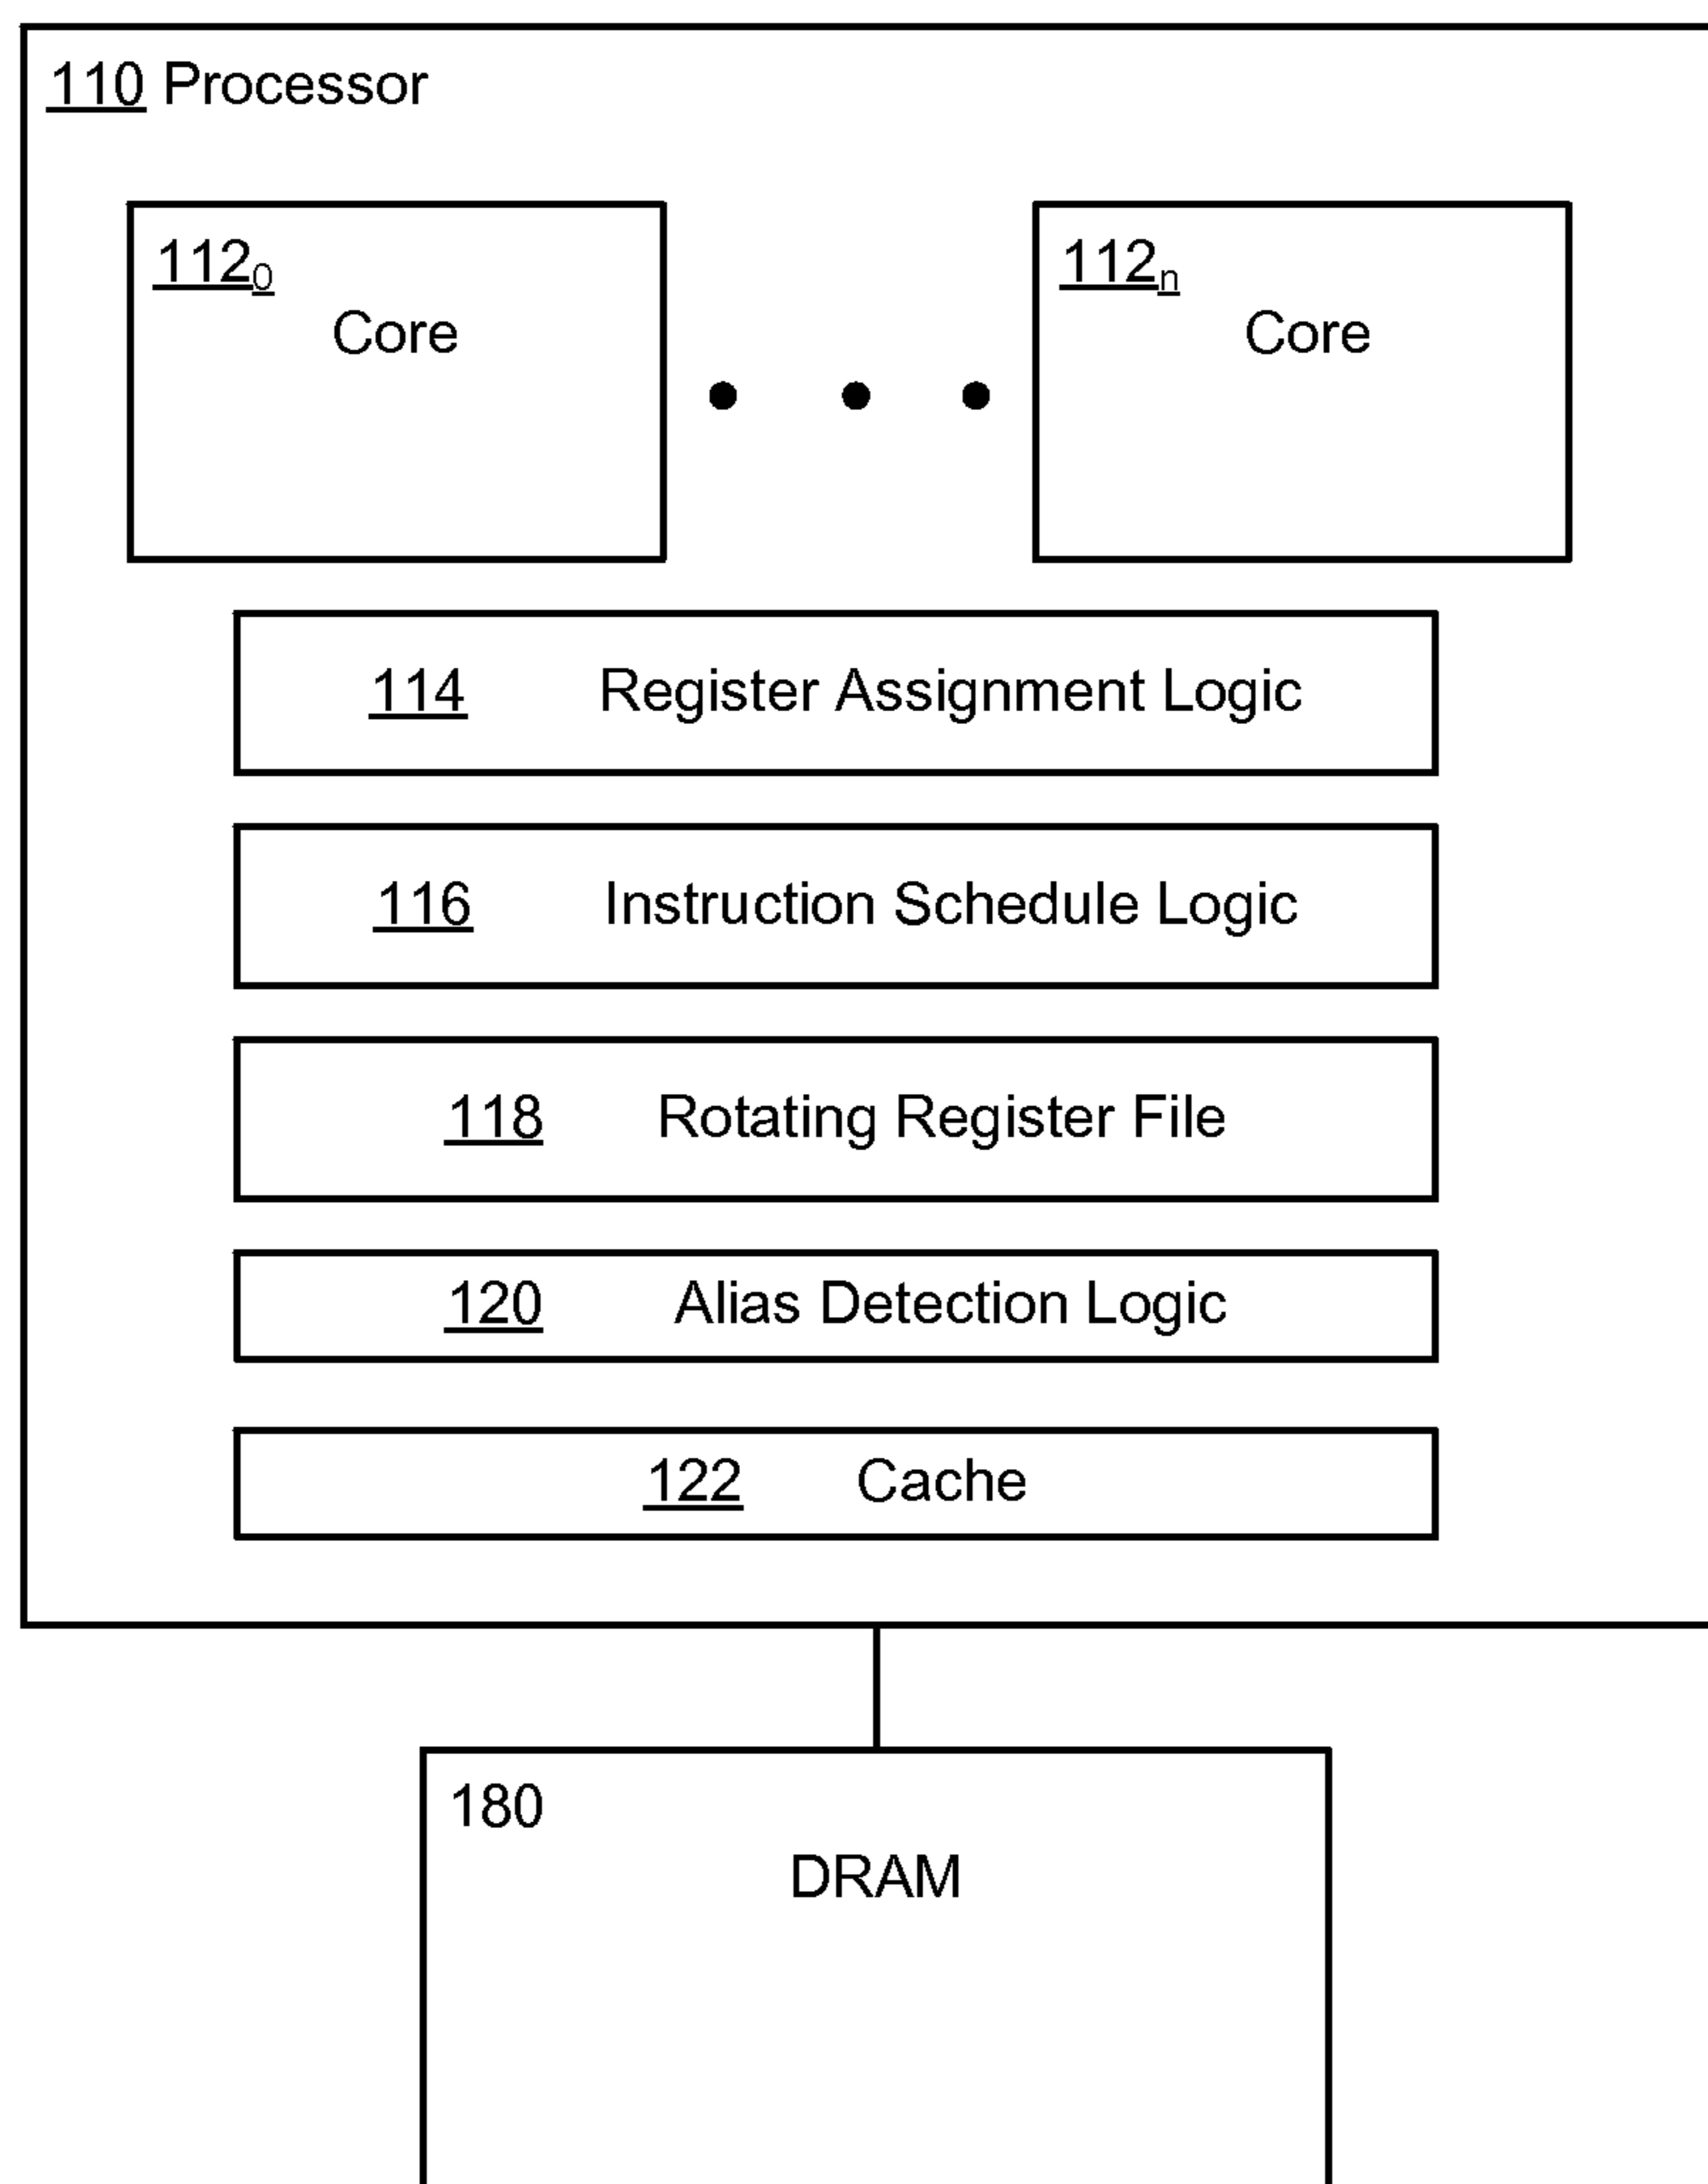 110 Processor
112₀
Core
112ₙ
Core
114 Register Assignment Logic
116 Instruction Schedule Logic
118 Rotating Register File
120 Alias Detection Logic
122 Cache
180
DRAM